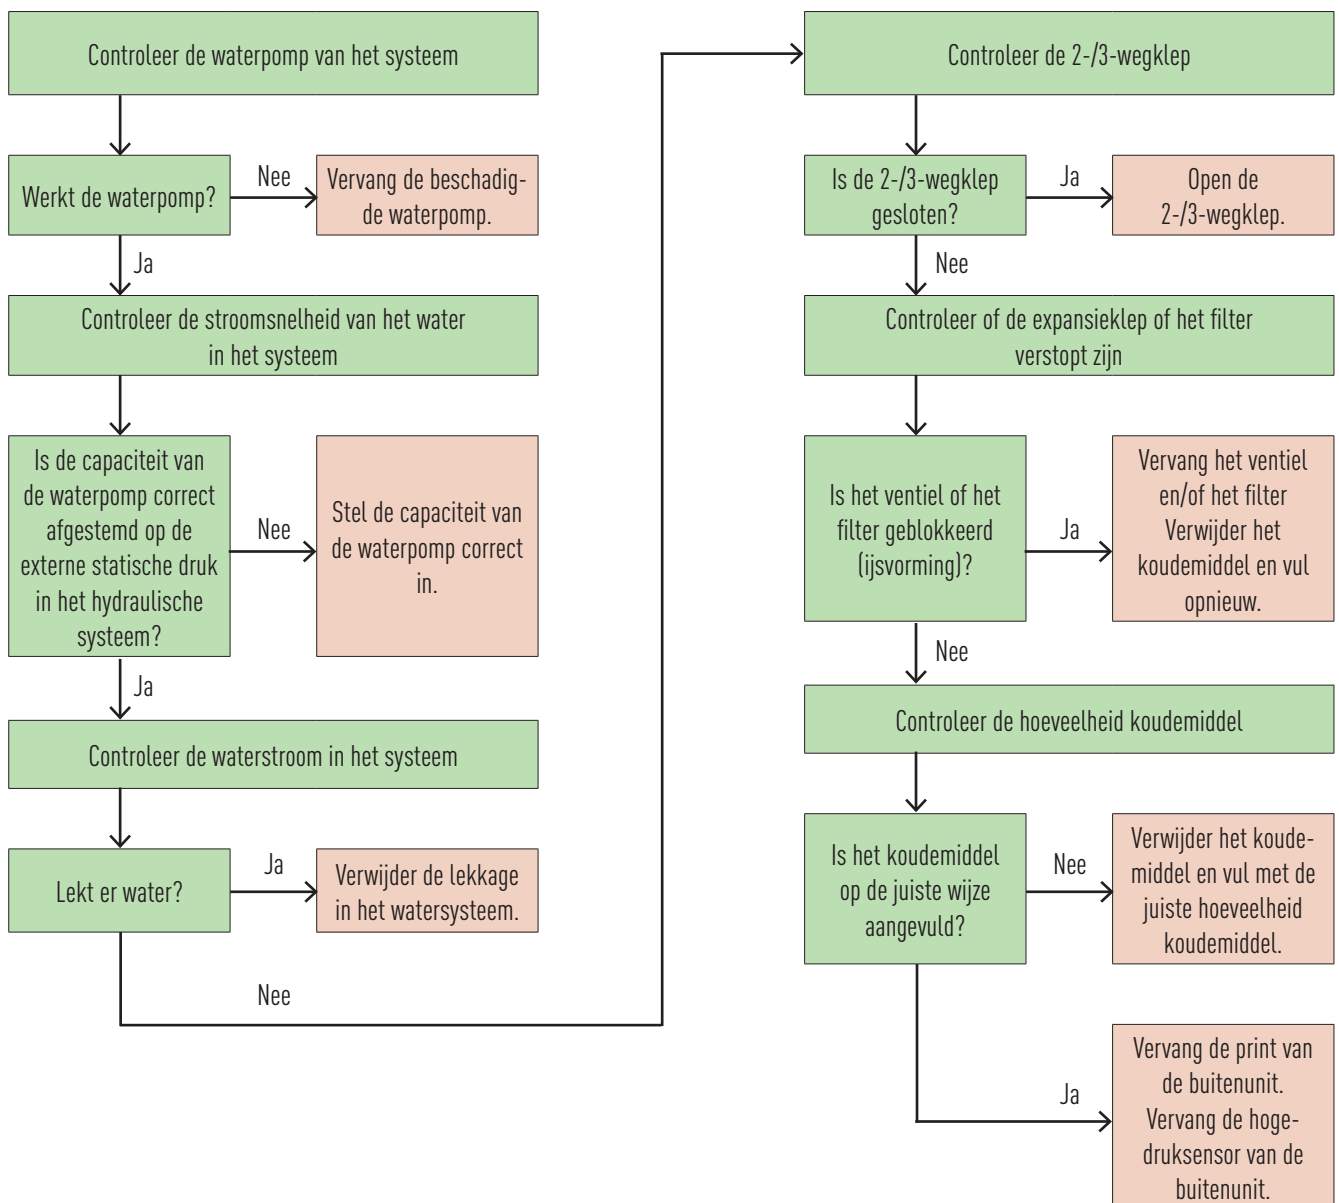 Controleer de waterpomp van het systeem
Werkt de waterpomp?
Nee
Vervang de beschadig-
de waterpomp.
Ja
Controleer de stroomsnelheid van het water
in het systeem
Is de capaciteit van
de waterpomp correct
afgestemd op de
externe statische druk
in het hydraulische
systeem?
Nee
Stel de capaciteit van
de waterpomp correct
in.
Ja
Controleer de waterstroom in het systeem
Lekt er water?
Ja
Verwijder de lekkage
in het watersysteem.
Nee
Controleer de 2-/3-wegklep
Is de 2-/3-wegklep
gesloten?
Ja
Open de
2-/3-wegklep.
Nee
Controleer of de expansieklep of het filter
verstopt zijn
Is het ventiel of het
filter geblokkeerd
(ijsvorming)?
Ja
Vervang het ventiel
en/of het filter
Verwijder het
koudemiddel en vul
opnieuw.
Nee
Controleer de hoeveelheid koudemiddel
Is het koudemiddel
op de juiste wijze
aangevuld?
Nee
Verwijder het koude-
middel en vul met de
juiste hoeveelheid
koudemiddel.
Ja
Vervang de print van
de buitenunit.
Vervang de hoge-
druksensor van de
buitenunit.